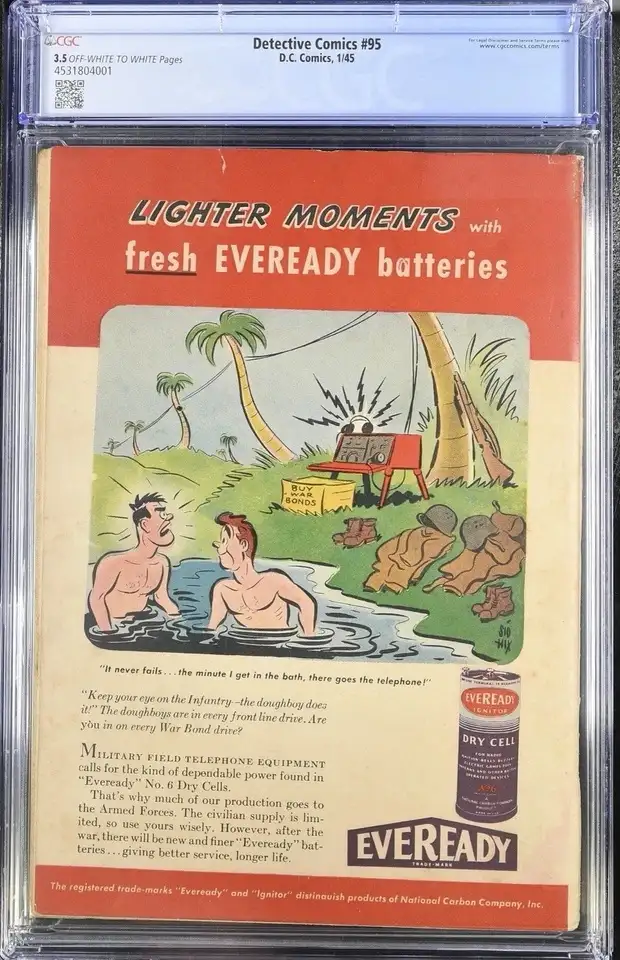 CGC
Detective Comics #95
D.C. Comics, 1/45
3.5 OFF-WHITE TO WHITE Pages
4531804001
www.cgccomics.com/terms
LIGHTER MOMENTS with
fresh EVEREADY batteries
BUY
WAR
BONDS
SID
HIX
"It never fails...the minute I get in the bath, there goes the telephone!"
"Keep your eye on the Infantry—the doughboy does
it!" The doughboys are in every front line drive. Are
you in on every War Bond drive?
MILITARY FIELD TELEPHONE EQUIPMENT
calls for the kind of dependable power found in
"Eveready" No. 6 Dry Cells.
That's why much of our production goes to
the Armed Forces. The civilian supply is lim-
ited, so use yours wisely. However, after the
war, there will be new and finer "Eveready" bat-
teries...giving better service, longer life.
EVEREADY
IGNITOR
DRY CELL
EVEREADY
TRADE-MARK
The registered trade-marks "Eveready" and "Ignitor" distinguish products of National Carbon Company, Inc.